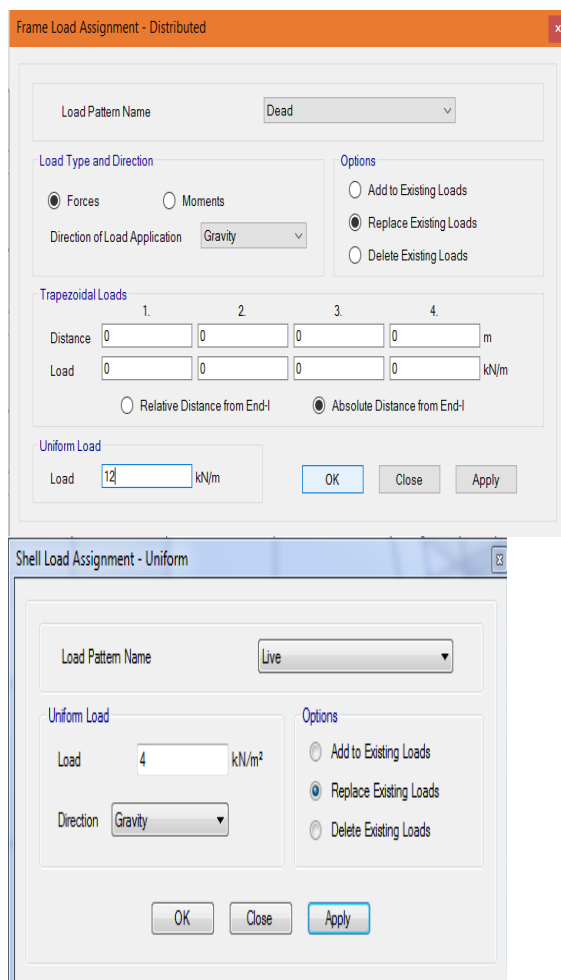 Frame Load Assignment - Distributed
x
Load Pattern Name Dead
Load Type and Direction
Forces Moments
Direction of Load Application Gravity
Options
Add to Existing Loads
Replace Existing Loads
Delete Existing Loads
Trapezoidal Loads
1. 2. 3. 4.
Distance 0 0 0 0 m
Load 0 0 0 0 kN/m
Relative Distance from End-I Absolute Distance from End-I
Uniform Load
Load 12 kN/m
OK Close Apply
Shell Load Assignment - Uniform
x
Load Pattern Name Live
Uniform Load
Load 4 kN/m²
Direction Gravity
Options
Add to Existing Loads
Replace Existing Loads
Delete Existing Loads
OK Close Apply